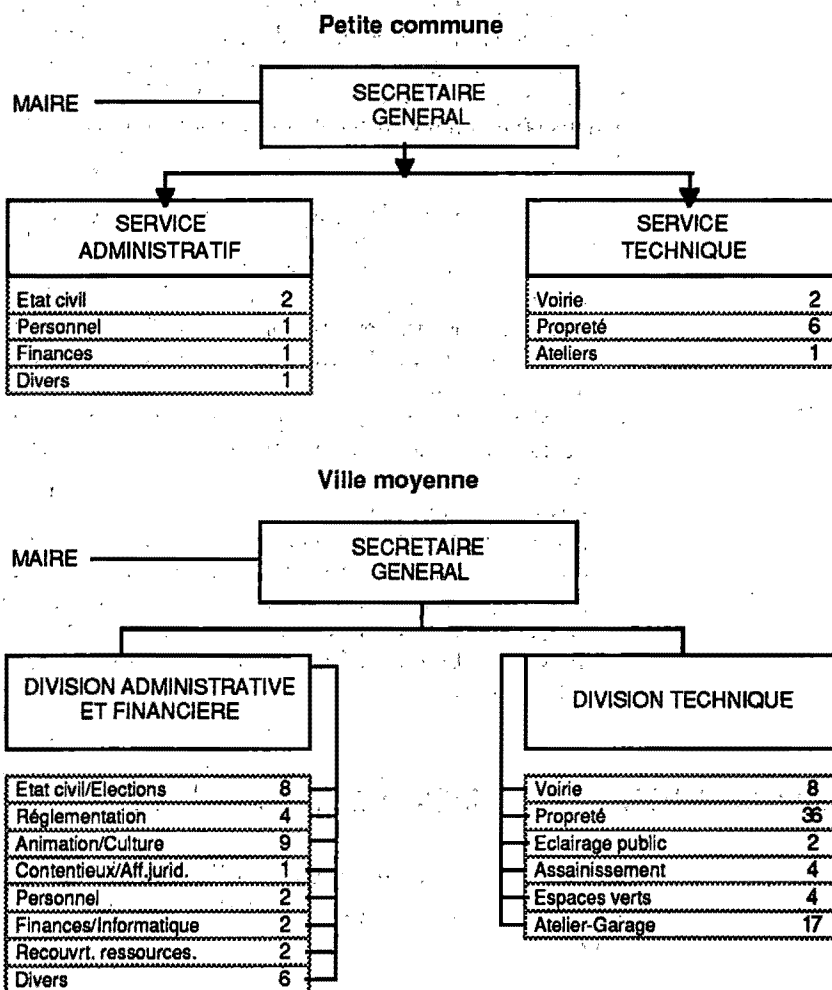 Petite commune
MAIRE
SECRETAIRE
GENERAL
SERVICE
ADMINISTRATIF
Etat civil 2
Personnel 1
Finances 1
Divers 1
SERVICE
TECHNIQUE
Voirie 2
Propreté 6
Ateliers 1
Ville moyenne
MAIRE
SECRETAIRE
GENERAL
DIVISION ADMINISTRATIVE
ET FINANCIERE
Etat civil/Elections 8
Réglementation 4
Animation/Culture 9
Contentieux/Aff.jurid. 1
Personnel 2
Finances/Informatique 2
Recouvrt. ressources. 2
Divers 6
DIVISION TECHNIQUE
Voirie 8
Propreté 36
Eclairage public 2
Assainissement 4
Espaces verts 4
Atelier-Garage 17